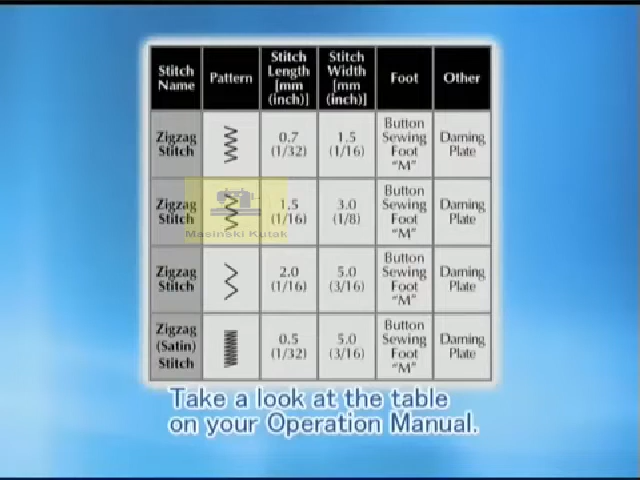 Stitch Name Pattern Stitch Length [mm (inch)] Stitch Width [mm (inch)] Foot Other
Zigzag Stitch 0.7 (1/32) 1.5 (1/16) Button Sewing Foot "M" Darning Plate
Zigzag Stitch 1.5 (1/16) 3.0 (1/8) Button Sewing Foot "M" Darning Plate
Masinski Kutak
Zigzag Stitch 2.0 (1/16) 5.0 (3/16) Button Sewing Foot "M" Darning Plate
Zigzag (Satin) Stitch 0.5 (1/32) 5.0 (3/16) Button Sewing Foot "M" Darning Plate
Take a look at the table
on your Operation Manual.